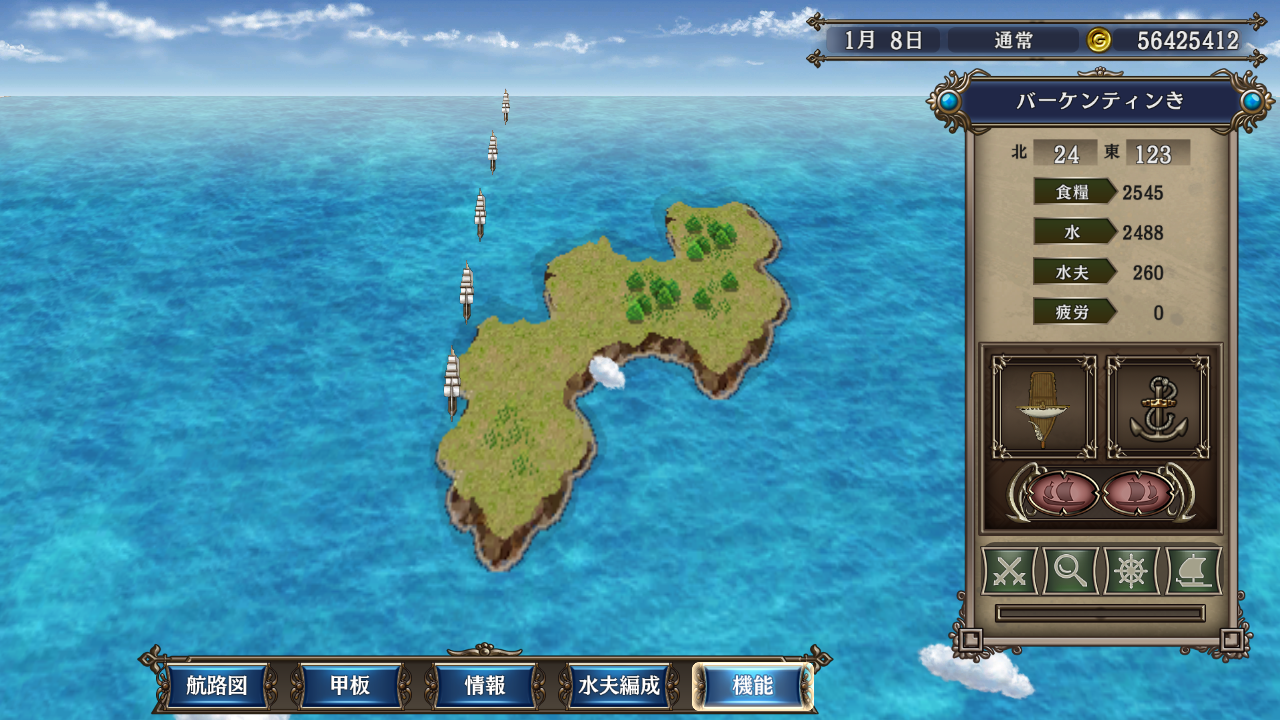 1月 8日 通常 G 56425412
バーケンティンき
北 24 東 123
食糧 2545
水 2488
水夫 260
疲労 0
航路図 甲板 情報 水夫編成 機能